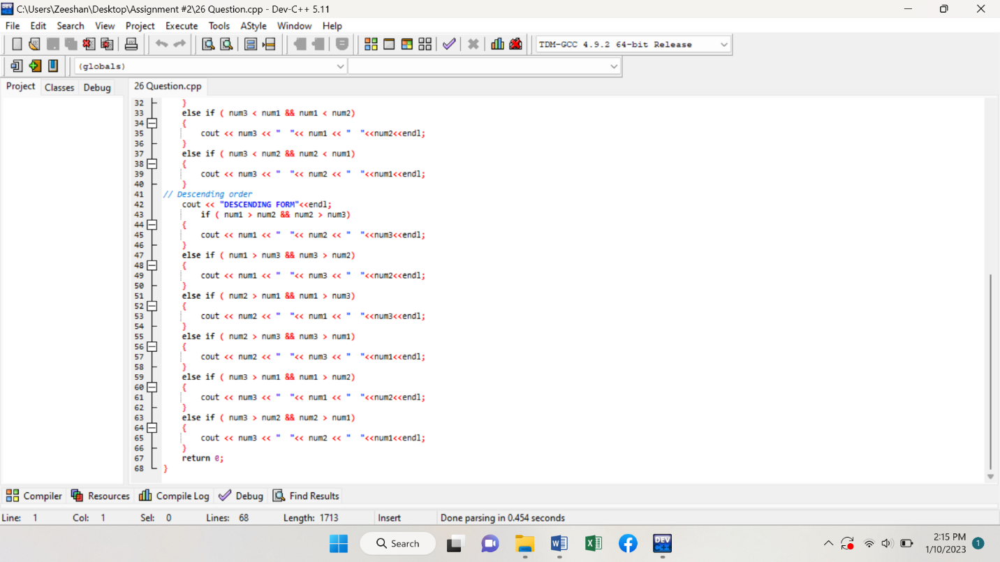 C:\Users\Zeeshan\Desktop\Assignment #2\26 Question.cpp - Dev-C++ 5.11
File Edit Search View Project Execute Tools AStyle Window Help
TDM-GCC 4.9.2 64-bit Release
(globals)
Project Classes Debug 26 Question.cpp
32 }
33 else if ( num3 < num1 && num1 < num2)
34 {
35 cout << num3 << "  "<< num1 << "  "<<num2<<endl;
36 }
37 else if ( num3 < num2 && num2 < num1)
38 {
39 cout << num3 << "  "<< num2 << "  "<<num1<<endl;
40 }
41 // Descending order
42 cout << "DESCENDING FORM"<<endl;
43 if ( num1 > num2 && num2 > num3)
44 {
45 cout << num1 << "  "<< num2 << "  "<<num3<<endl;
46 }
47 else if ( num1 > num3 && num3 > num2)
48 {
49 cout << num1 << "  "<< num3 << "  "<<num2<<endl;
50 }
51 else if ( num2 > num1 && num1 > num3)
52 {
53 cout << num2 << "  "<< num1 << "  "<<num3<<endl;
54 }
55 else if ( num2 > num3 && num3 > num1)
56 {
57 cout << num2 << "  "<< num3 << "  "<<num1<<endl;
58 }
59 else if ( num3 > num1 && num1 > num2)
60 {
61 cout << num3 << "  "<< num1 << "  "<<num2<<endl;
62 }
63 else if ( num3 > num2 && num2 > num1)
64 {
65 cout << num3 << "  "<< num2 << "  "<<num1<<endl;
66 }
67 return 0;
68 }
Compiler Resources Compile Log Debug Find Results
Line: 1 Col: 1 Sel: 0 Lines: 68 Length: 1713 Insert Done parsing in 0.454 seconds
Search
DEV
C++
2:15 PM
1/10/2023
1